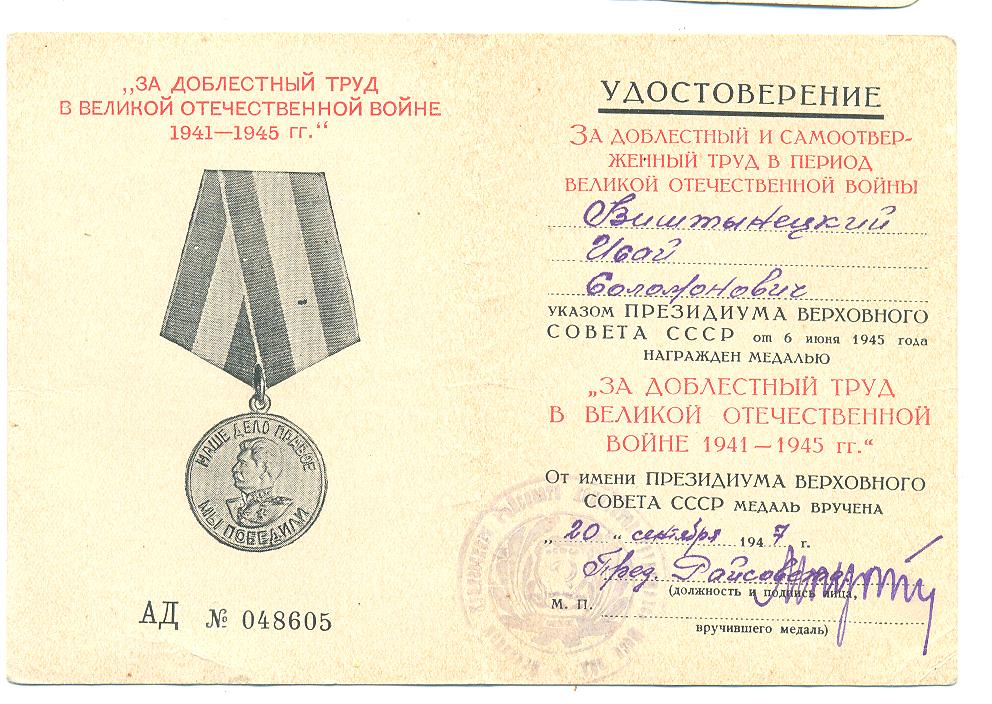 „ЗА ДОБЛЕСТНЫЙ ТРУД
В ВЕЛИКОЙ ОТЕЧЕСТВЕННОЙ ВОЙНЕ
1941—1945 гг.“
НАШЕ ДЕЛО ПРАВОЕ
МЫ ПОБЕДИЛИ
АД № 048605
УДОСТОВЕРЕНИЕ
ЗА ДОБЛЕСТНЫЙ И САМООТВЕР-
ЖЕННЫЙ ТРУД В ПЕРИОД
ВЕЛИКОЙ ОТЕЧЕСТВЕННОЙ ВОЙНЫ
Виштынецкий
Исай
Соломонович
УКАЗОМ ПРЕЗИДИУМА ВЕРХОВНОГО
СОВЕТА СССР от 6 июня 1945 года
НАГРАЖДЕН МЕДАЛЬЮ
„ЗА ДОБЛЕСТНЫЙ ТРУД
В ВЕЛИКОЙ ОТЕЧЕСТВЕННОЙ
ВОЙНЕ 1941—1945 гг.“
От имени ПРЕЗИДИУМА ВЕРХОВНОГО
СОВЕТА СССР МЕДАЛЬ ВРУЧЕНА
„20“ сентября 1947 г.
Пред. Райсовета
(должность и подпись лица,
М. П.
вручившего медаль)